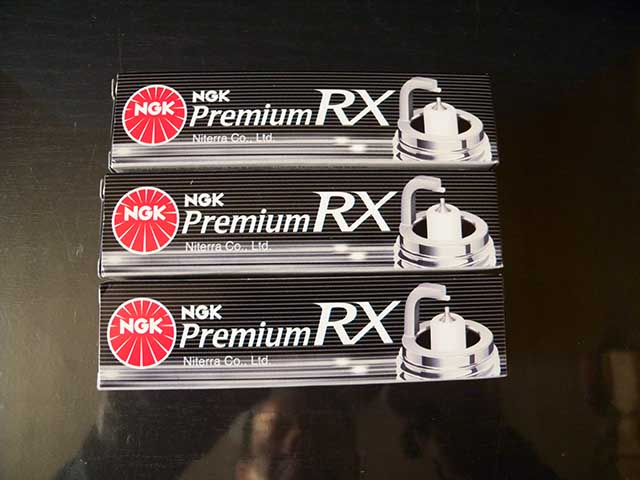 NGK
NGK
Premium RX
Niterra Co., Ltd.
NGK
NGK
Premium RX
Niterra Co., Ltd.
NGK
NGK
Premium RX
Niterra Co., Ltd.